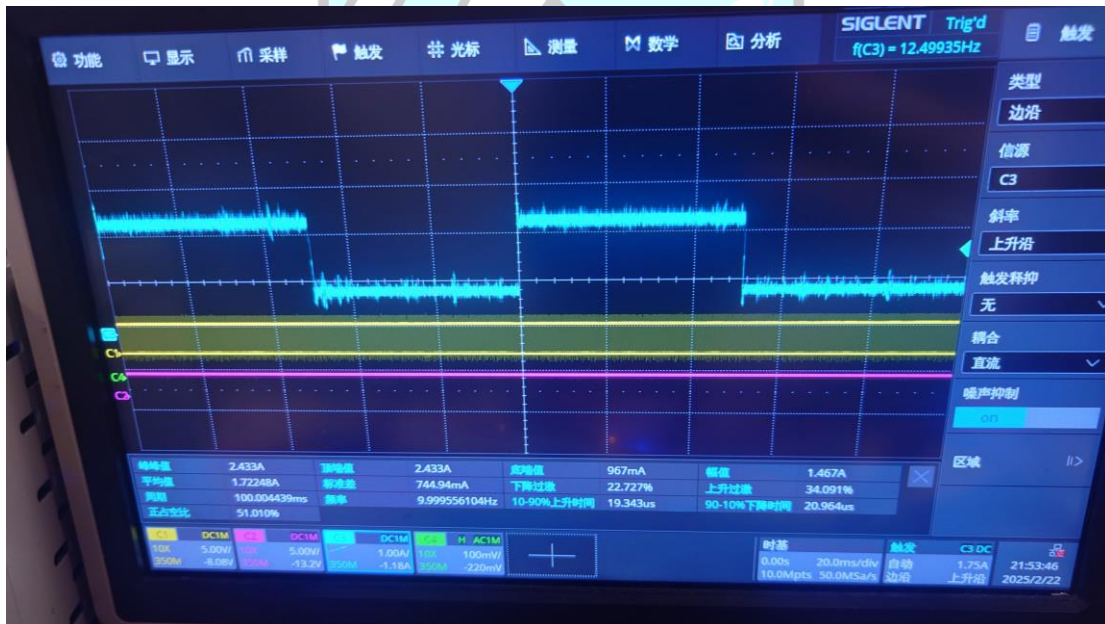 功能 显示 采样 触发 光标 测量 数学 分析
SIGLENT Trig'd
f(C3) = 12.49935Hz
触发
类型
边沿
信源
C3
斜率
上升沿
触发释抑
无
耦合
直流
噪声抑制
on
区域
C1
C4
C2
峰峰值 2.433A 顶端值 2.433A 底端值 967mA 幅值 1.467A
平均值 1.72248A 标准差 744.94mA 下降过激 22.727% 上升过激 34.091%
周期 100.004439ms 频率 9.999556104Hz 10-90%上升时间 19.343us 90-10%下降时间 20.964us
正占空比 51.010%
C1 DC1M C2 DC1M C3 DC1M C4 H AC1M
10X 5.00V/ 10X 5.00V/ 1.00A/ 10X 100mV/
350M -8.08V 350M -13.2V 350M -1.18A 350M -220mV
时基 触发 C3 DC
0.00s 20.0ms/div 自动 1.75A
10.0Mpts 50.0MSa/s 边沿 上升沿
21:53:46
2025/2/22